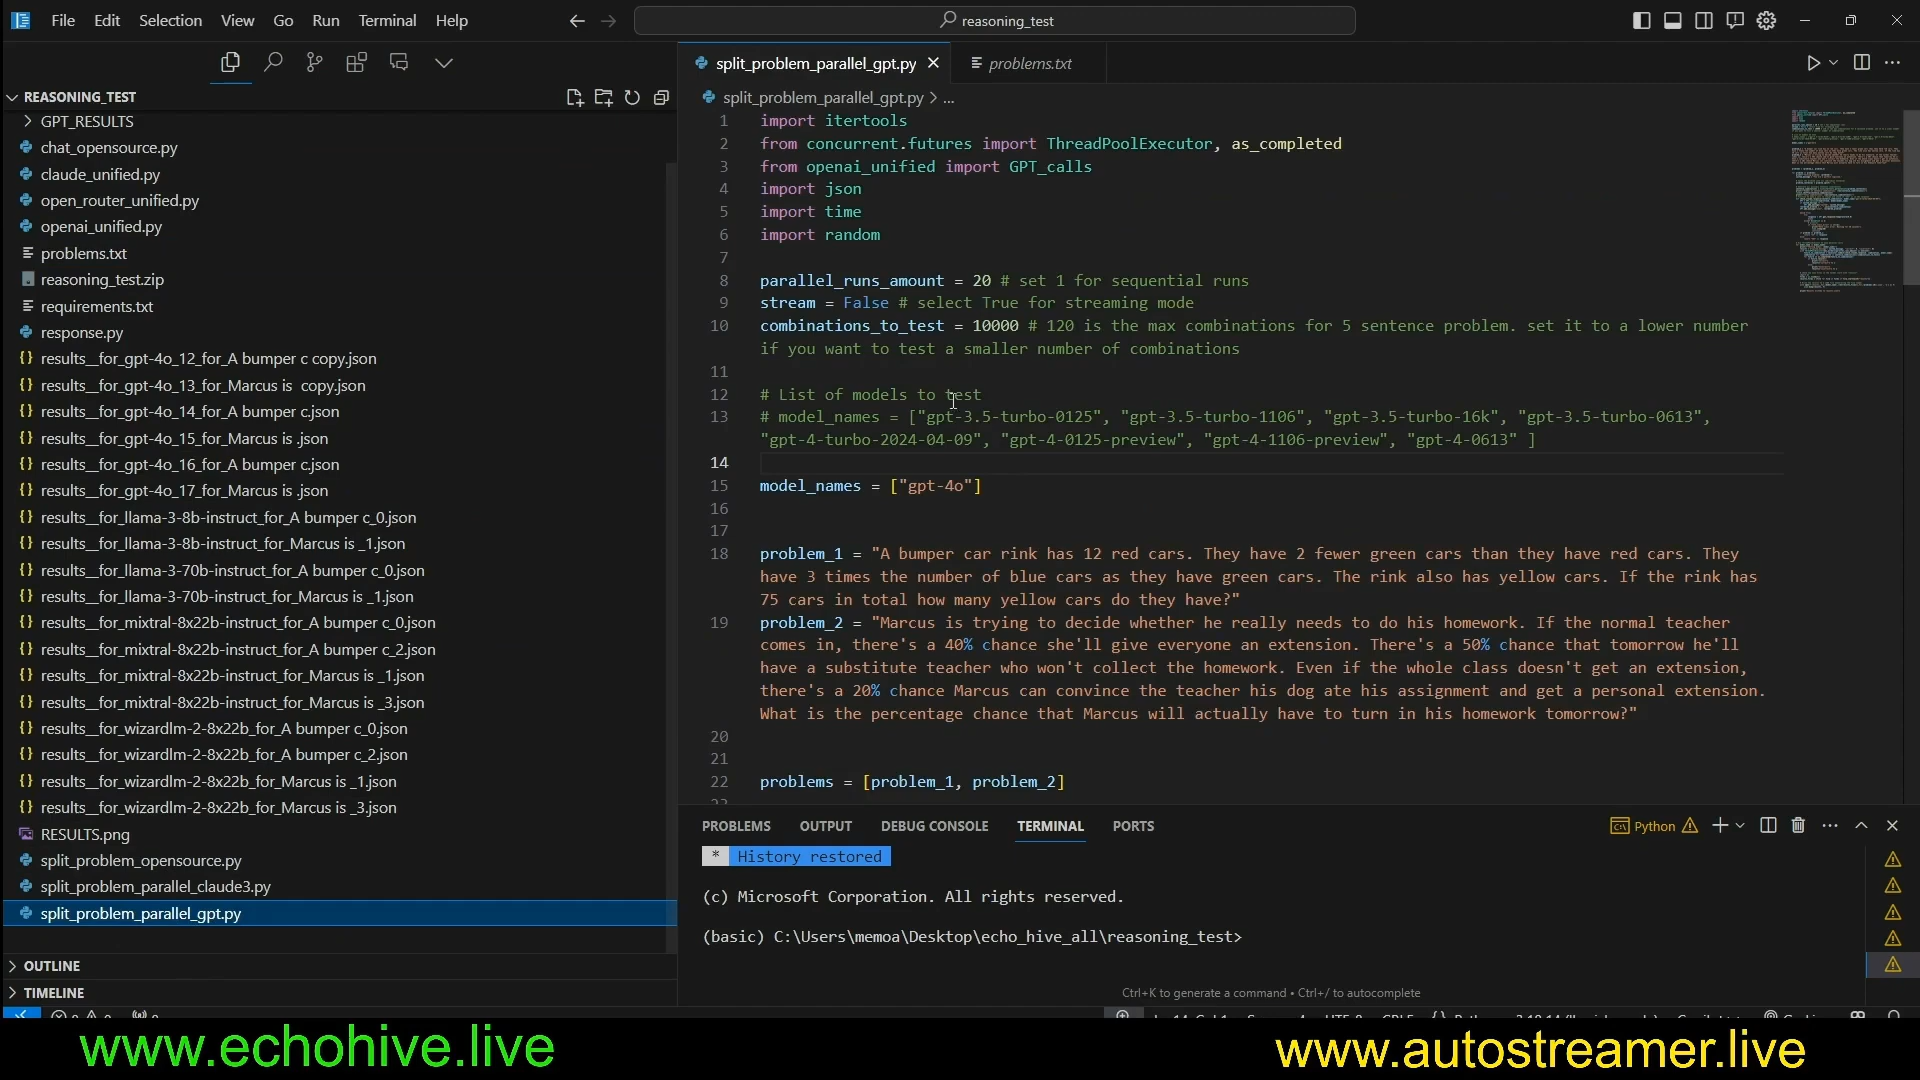 File Edit Selection View Go Run Terminal Help
reasoning_test
REASONING_TEST
GPT_RESULTS
chat_opensource.py
claude_unified.py
open_router_unified.py
openai_unified.py
problems.txt
reasoning_test.zip
requirements.txt
response.py
{} results__for_gpt-4o_12_for_A bumper c copy.json
{} results__for_gpt-4o_13_for_Marcus is  copy.json
{} results__for_gpt-4o_14_for_A bumper c.json
{} results__for_gpt-4o_15_for_Marcus is .json
{} results__for_gpt-4o_16_for_A bumper c.json
{} results__for_gpt-4o_17_for_Marcus is .json
{} results__for_llama-3-8b-instruct_for_A bumper c_0.json
{} results__for_llama-3-8b-instruct_for_Marcus is _1.json
{} results__for_llama-3-70b-instruct_for_A bumper c_0.json
{} results__for_llama-3-70b-instruct_for_Marcus is _1.json
{} results__for_mixtral-8x22b-instruct_for_A bumper c_0.json
{} results__for_mixtral-8x22b-instruct_for_A bumper c_2.json
{} results__for_mixtral-8x22b-instruct_for_Marcus is _1.json
{} results__for_mixtral-8x22b-instruct_for_Marcus is _3.json
{} results__for_wizardlm-2-8x22b_for_A bumper c_0.json
{} results__for_wizardlm-2-8x22b_for_A bumper c_2.json
{} results__for_wizardlm-2-8x22b_for_Marcus is _1.json
{} results__for_wizardlm-2-8x22b_for_Marcus is _3.json
RESULTS.png
split_problem_opensource.py
split_problem_parallel_claude3.py
split_problem_parallel_gpt.py
OUTLINE
TIMELINE
split_problem_parallel_gpt.py problems.txt
split_problem_parallel_gpt.py > ...
1 import itertools
2 from concurrent.futures import ThreadPoolExecutor, as_completed
3 from openai_unified import GPT_calls
4 import json
5 import time
6 import random
7
8 parallel_runs_amount = 20 # set 1 for sequential runs
9 stream = False # select True for streaming mode
10 combinations_to_test = 10000 # 120 is the max combinations for 5 sentence problem. set it to a lower number
if you want to test a smaller number of combinations
11
12 # List of models to test
13 # model_names = ["gpt-3.5-turbo-0125", "gpt-3.5-turbo-1106", "gpt-3.5-turbo-16k", "gpt-3.5-turbo-0613",
"gpt-4-turbo-2024-04-09", "gpt-4-0125-preview", "gpt-4-1106-preview", "gpt-4-0613" ]
14
15 model_names = ["gpt-4o"]
16
17
18 problem_1 = "A bumper car rink has 12 red cars. They have 2 fewer green cars than they have red cars. They
have 3 times the number of blue cars as they have green cars. The rink also has yellow cars. If the rink has
75 cars in total how many yellow cars do they have?"
19 problem_2 = "Marcus is trying to decide whether he really needs to do his homework. If the normal teacher
comes in, there's a 40% chance she'll give everyone an extension. There's a 50% chance that tomorrow he'll
have a substitute teacher who won't collect the homework. Even if the whole class doesn't get an extension,
there's a 20% chance Marcus can convince the teacher his dog ate his assignment and get a personal extension.
What is the percentage chance that Marcus will actually have to turn in his homework tomorrow?"
20
21
22 problems = [problem_1, problem_2]
PROBLEMS OUTPUT DEBUG CONSOLE TERMINAL PORTS
Python
* History restored
(c) Microsoft Corporation. All rights reserved.
(basic) C:\Users\memoa\Desktop\echo_hive_all\reasoning_test>
Ctrl+K to generate a command • Ctrl+/ to autocomplete
www.echohive.live
www.autostreamer.live